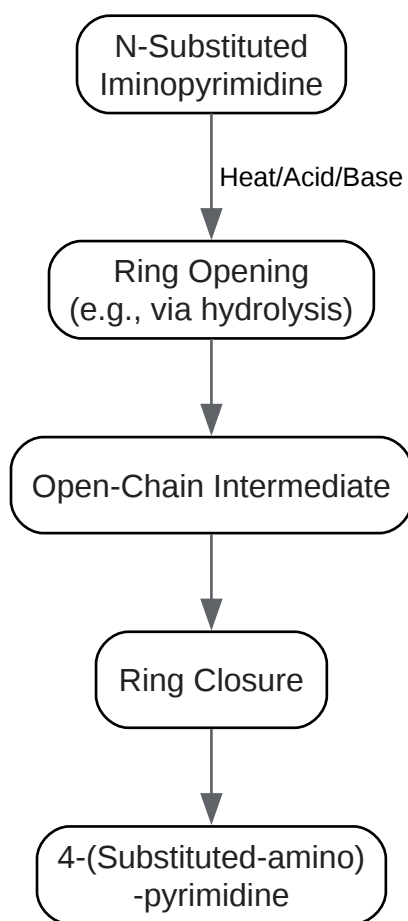 N-Substituted
Iminopyrimidine
Heat/Acid/Base
Ring Opening
(e.g., via hydrolysis)
Open-Chain Intermediate
Ring Closure
4-(Substituted-amino)
-pyrimidine